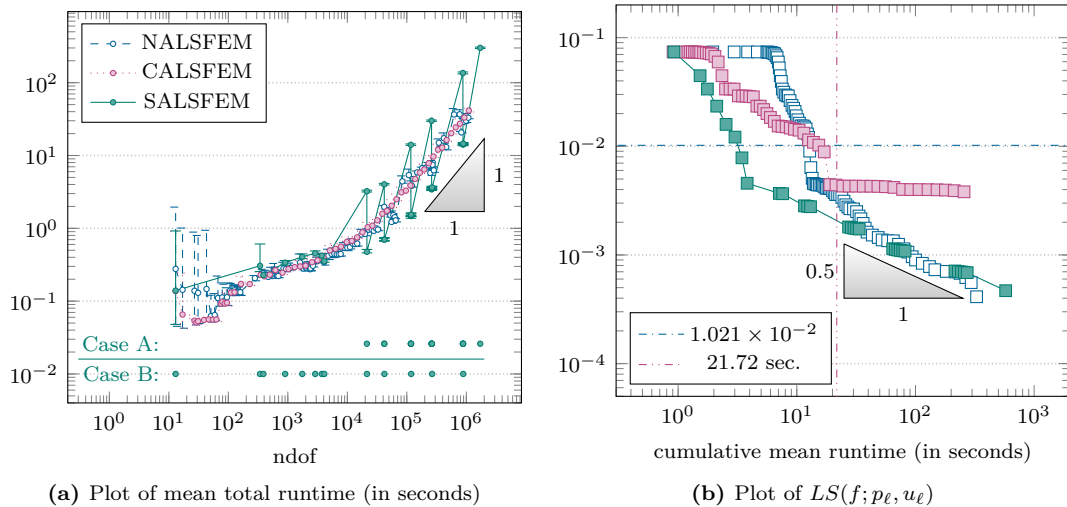 NALSFEM
CALSFEM
SALSFEM
10^2
10^1
10^0
10^{-1}
10^{-2}
1
1
Case A:
Case B:
10^0 10^1 10^2 10^3 10^4 10^5 10^6
ndof
(a) Plot of mean total runtime (in seconds)
10^{-1}
10^{-2}
10^{-3}
10^{-4}
0.5
1
1.021 × 10^{-2}
21.72 sec.
10^0 10^1 10^2 10^3
cumulative mean runtime (in seconds)
(b) Plot of LS(f; p_ℓ, u_ℓ)